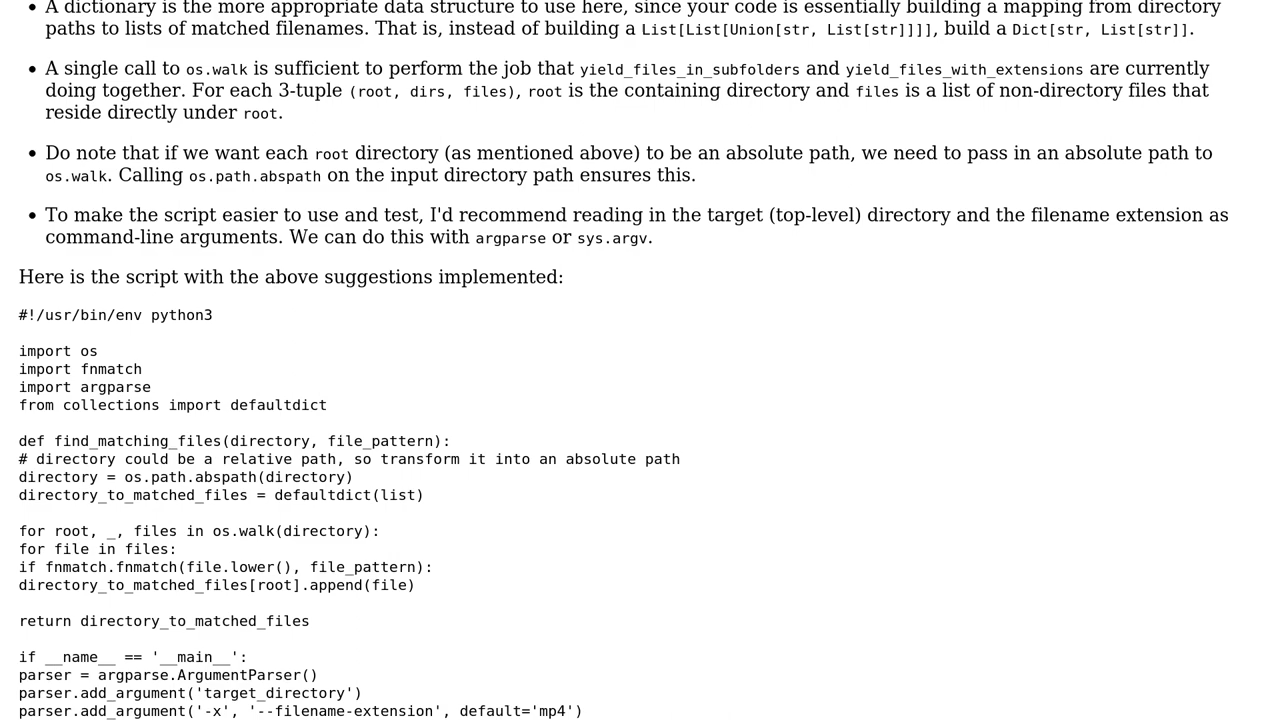 • A dictionary is the more appropriate data structure to use here, since your code is essentially building a mapping from directory
paths to lists of matched filenames. That is, instead of building a List[List[Union[str, List[str]]]], build a Dict[str, List[str]].
• A single call to os.walk is sufficient to perform the job that yield_files_in_subfolders and yield_files_with_extensions are currently
doing together. For each 3-tuple (root, dirs, files), root is the containing directory and files is a list of non-directory files that
reside directly under root.
• Do note that if we want each root directory (as mentioned above) to be an absolute path, we need to pass in an absolute path to
os.walk. Calling os.path.abspath on the input directory path ensures this.
• To make the script easier to use and test, I'd recommend reading in the target (top-level) directory and the filename extension as
command-line arguments. We can do this with argparse or sys.argv.
Here is the script with the above suggestions implemented:
#!/usr/bin/env python3
import os
import fnmatch
import argparse
from collections import defaultdict
def find_matching_files(directory, file_pattern):
# directory could be a relative path, so transform it into an absolute path
directory = os.path.abspath(directory)
directory_to_matched_files = defaultdict(list)
for root, _, files in os.walk(directory):
for file in files:
if fnmatch.fnmatch(file.lower(), file_pattern):
directory_to_matched_files[root].append(file)
return directory_to_matched_files
if __name__ == '__main__':
parser = argparse.ArgumentParser()
parser.add_argument('target_directory')
parser.add_argument('-x', '--filename-extension', default='mp4')